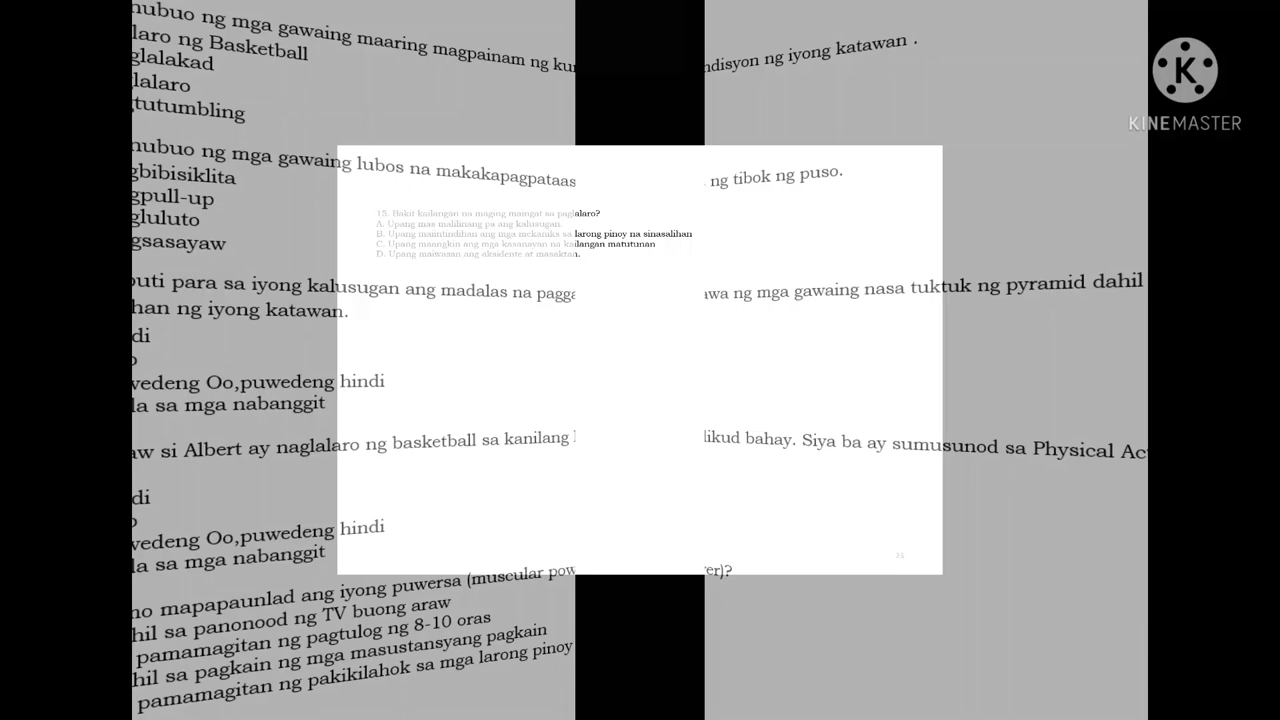 nubuo ng mga gawaing maaring magpainam ng ndisyon ng iyong katawan .
laro ng Basketball
glalakad
lalaro
gtutumbling
nubuo ng mga gawaing lubos na makakapagpataas ng tibok ng puso.
gbibisiklita
gpull-up
gluluto
gsasayaw
15. Bakit kailangan na maging maingat sa paglalaro?
A. Upang mas malilinang pa ang kalusugan.
B. Upang maintindihan ang mga mekaniks sa larong pinoy na sinasalihan
C. Upang maangkin ang mga kasanayan na kailangan matutunan
D. Upang maiwasan ang aksidente at masaktan.
outi para sa iyong kalusugan ang madalas na pagga awa ng mga gawaing nasa tuktuk ng pyramid dahil
han ng iyong katawan.
di
o
wedeng Oo,puwedeng hindi
la sa mga nabanggit
aw si Albert ay naglalaro ng basketball sa kanilang likud bahay. Siya ba ay sumusunod sa Physical Ac
di
o
wedeng Oo,puwedeng hindi
la sa mga nabanggit
no mapapaunlad ang iyong puwersa (muscular pow er)?
hil sa panonood ng TV buong araw
pamamagitan ng pagtulog ng 8-10 oras
hil sa pagkain ng mga masustansyang pagkain
pamamagitan ng pakikilahok sa mga larong pinoy
KINEMASTER